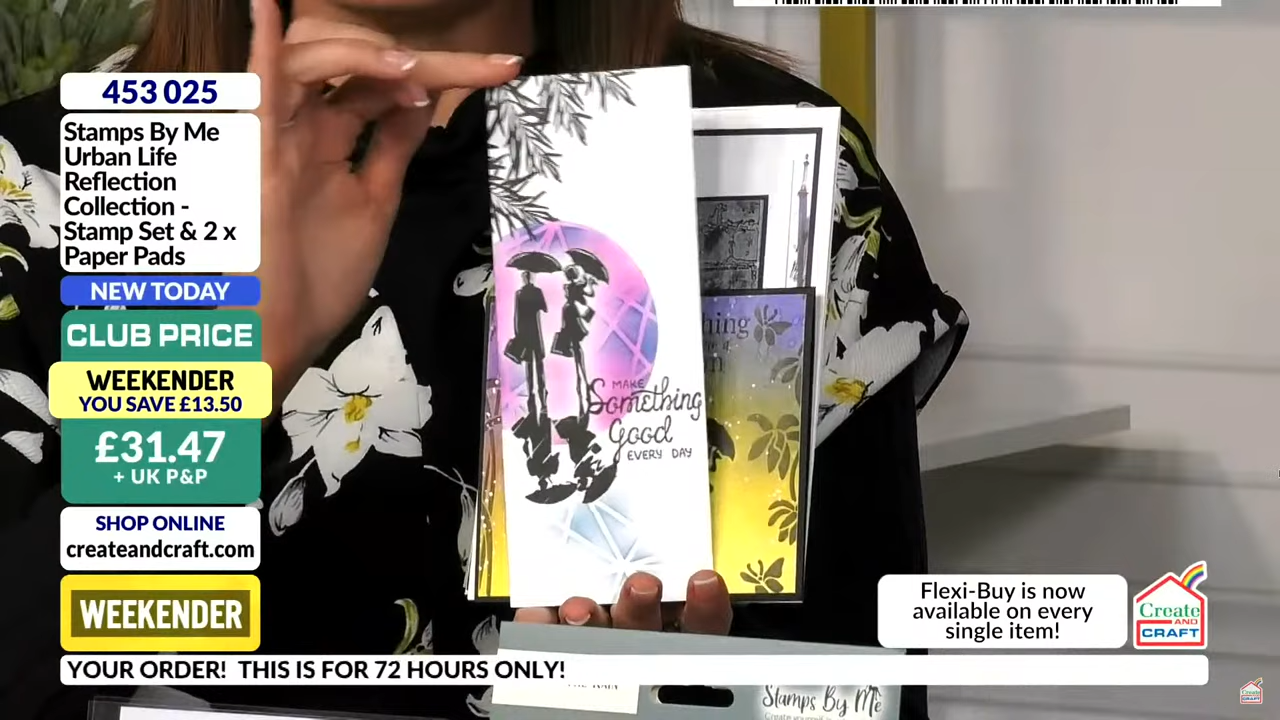 453 025
Stamps By Me
Urban Life
Reflection
Collection -
Stamp Set & 2 x
Paper Pads
NEW TODAY
CLUB PRICE
WEEKENDER
YOU SAVE £13.50
£31.47
+ UK P&P
SHOP ONLINE
createandcraft.com
WEEKENDER
MAKE
Something
Good
EVERY DAY
Flexi-Buy is now
available on every
single item!
Create
AND
CRAFT
YOUR ORDER! THIS IS FOR 72 HOURS ONLY!
RAIN
Stamps By Me